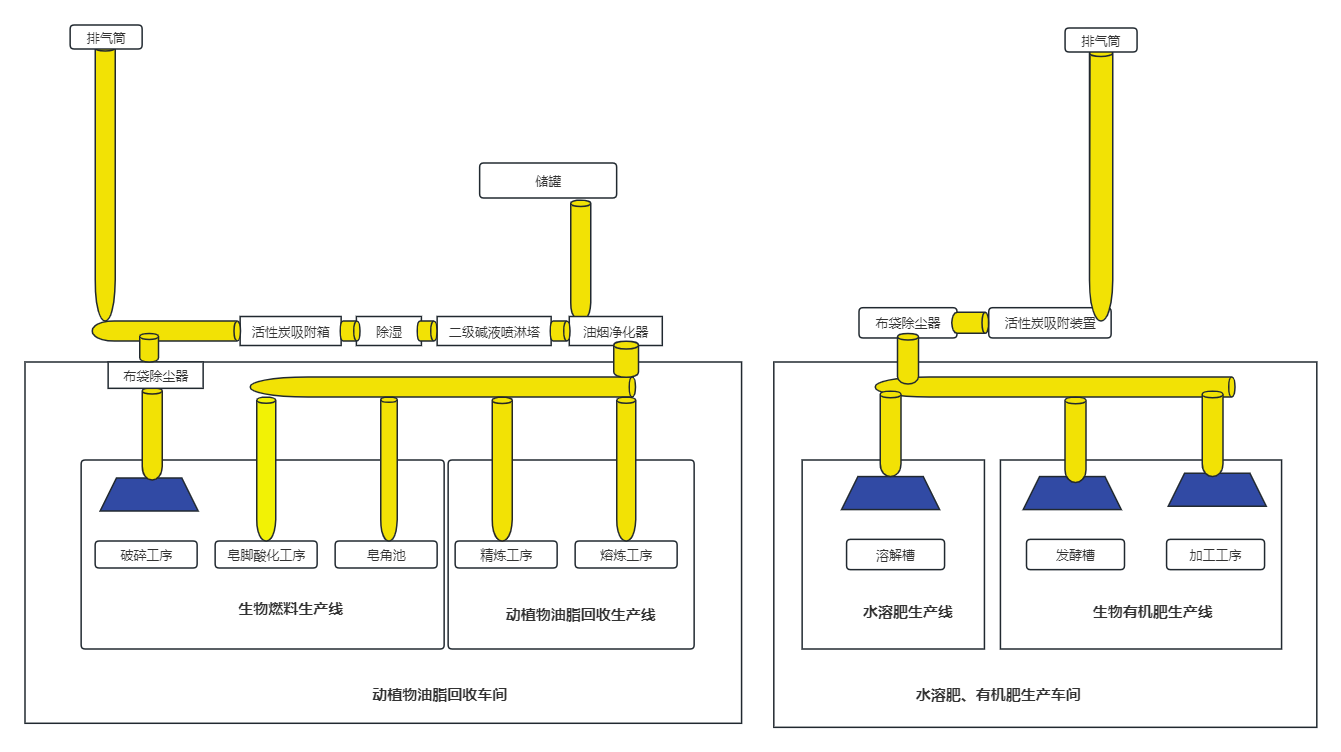 排气筒
排气筒
储罐
活性炭吸附箱
除湿
二级碱液喷淋塔
油烟净化器
布袋除尘器
活性炭吸附装置
布袋除尘器
破碎工序
皂脚酸化工序
皂角池
精炼工序
熔炼工序
溶解槽
发酵槽
加工工序
生物燃料生产线
动植物油脂回收生产线
水溶肥生产线
生物有机肥生产线
动植物油脂回收车间
水溶肥、有机肥生产车间